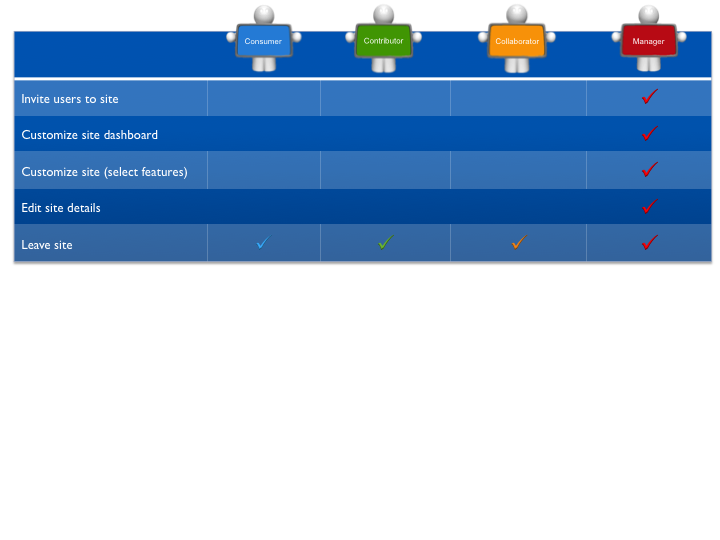 Consumer
Contributor
Collaborator
Manager
Invite users to site
Customize site dashboard
Customize site (select features)
Edit site details
Leave site